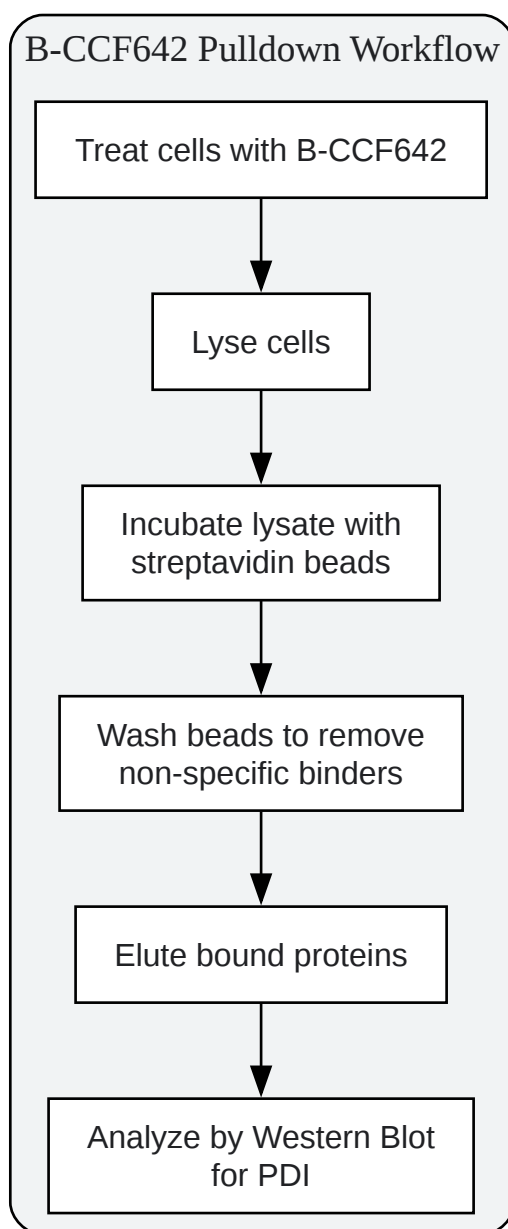 B-CCF642 Pulldown Workflow
Treat cells with B-CCF642
Lyse cells
Incubate lysate with
streptavidin beads
Wash beads to remove
non-specific binders
Elute bound proteins
Analyze by Western Blot
for PDI